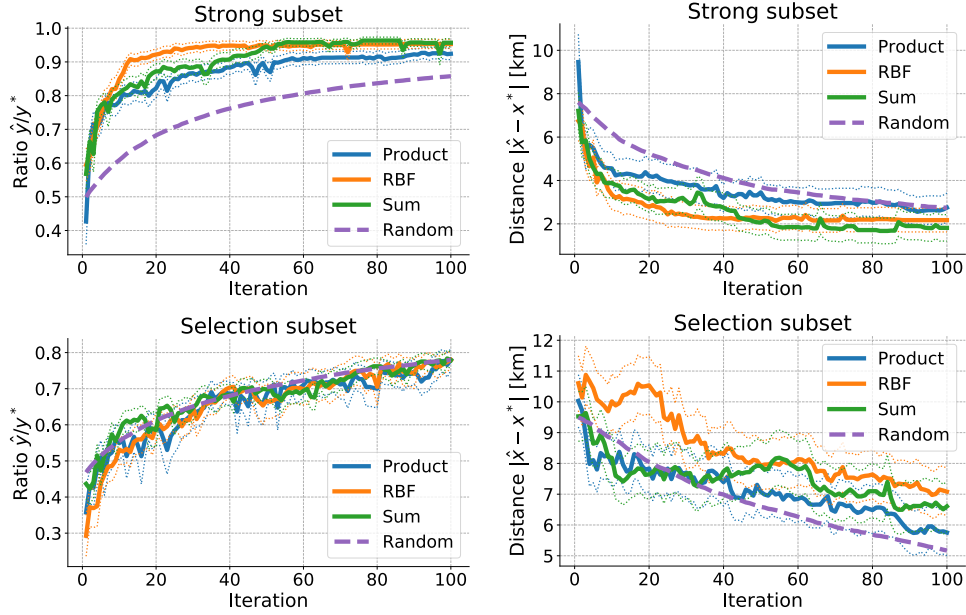 Strong subset
Ratio ŷ/y*
1.0
0.9
0.8
0.7
0.6
0.5
0.4
0
20
40
60
80
100
Iteration
Product
RBF
Sum
Random
Strong subset
Distance |x̂ − x*| [km]
10
8
6
4
2
0
20
40
60
80
100
Iteration
Product
RBF
Sum
Random
Selection subset
Ratio ŷ/y*
0.8
0.7
0.6
0.5
0.4
0.3
0
20
40
60
80
100
Iteration
Product
RBF
Sum
Random
Selection subset
Distance |x̂ − x*| [km]
12
11
10
9
8
7
6
5
0
20
40
60
80
100
Iteration
Product
RBF
Sum
Random